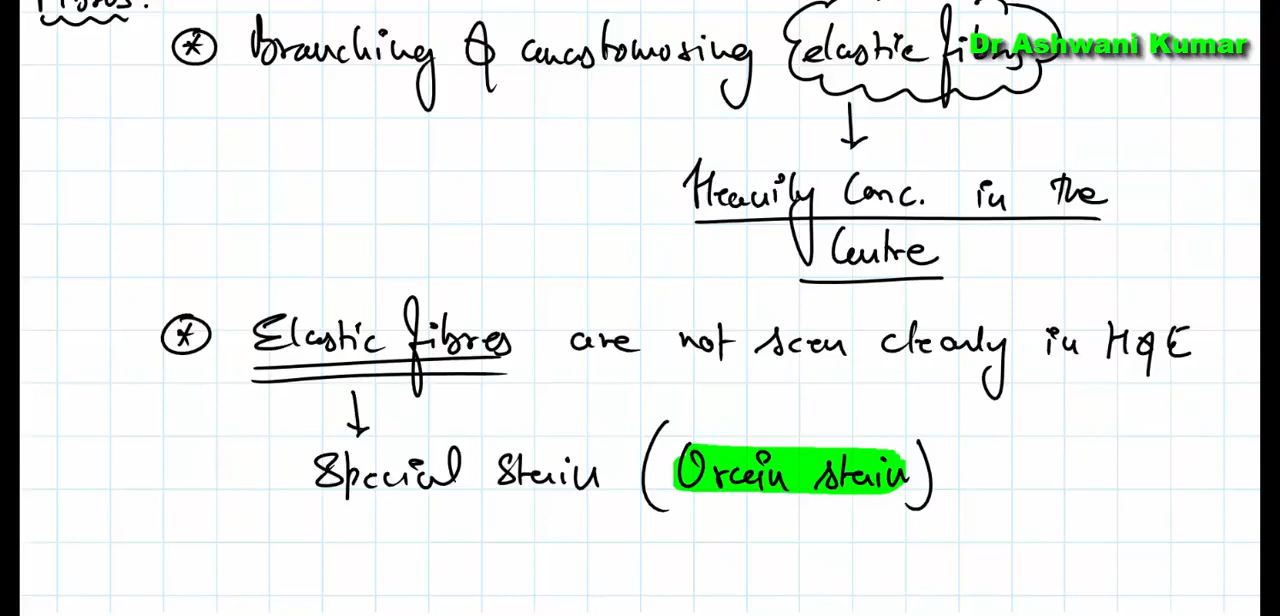 Fibres:
⊛ Branching & anastomosing elastic fibres
Dr Ashwani Kumar
↓
Heavily Conc. in the
Centre
⊛ Elastic fibres are not seen clearly in H&E
↓
Special Stain (Orcein stain)